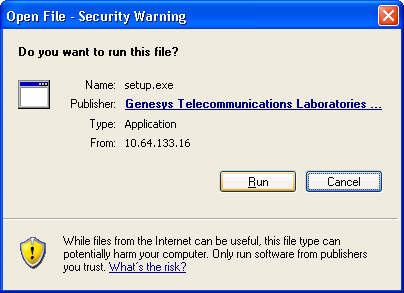 Open File - Security Warning
Do you want to run this file?
Name: setup.exe
Publisher: Genesys Telecommunications Laboratories ...
Type: Application
From: 10.64.133.16
Run Cancel
While files from the Internet can be useful, this file type can
potentially harm your computer. Only run software from publishers
you trust. What's the risk?